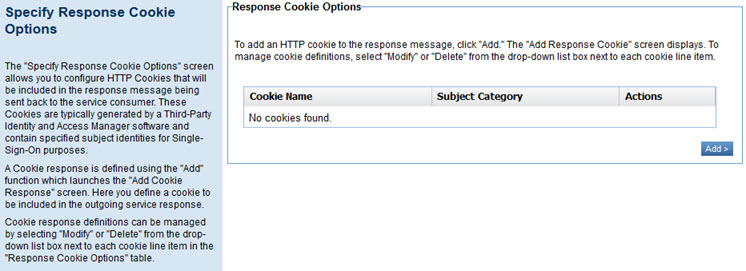 Specify Response Cookie
Options
The "Specify Response Cookie Options" screen
allows you to configure HTTP Cookies that will
be included in the response message being
sent back to the service consumer. These
Cookies are typically generated by a Third-Party
Identity and Access Manager software and
contain specified subject identities for Single-
Sign-On purposes.
A Cookie response is defined using the "Add"
function which launches the "Add Cookie
Response" screen. Here you define a cookie to
be included in the outgoing service response.
Cookie response definitions can be managed
by selecting "Modify" or "Delete" from the drop-
down list box next to each cookie line item in the
"Response Cookie Options" table.
Response Cookie Options
To add an HTTP cookie to the response message, click "Add." The "Add Response Cookie" screen displays. To
manage cookie definitions, select "Modify" or "Delete" from the drop-down list box next to each cookie line item.
Cookie Name Subject Category Actions
No cookies found.
Add >